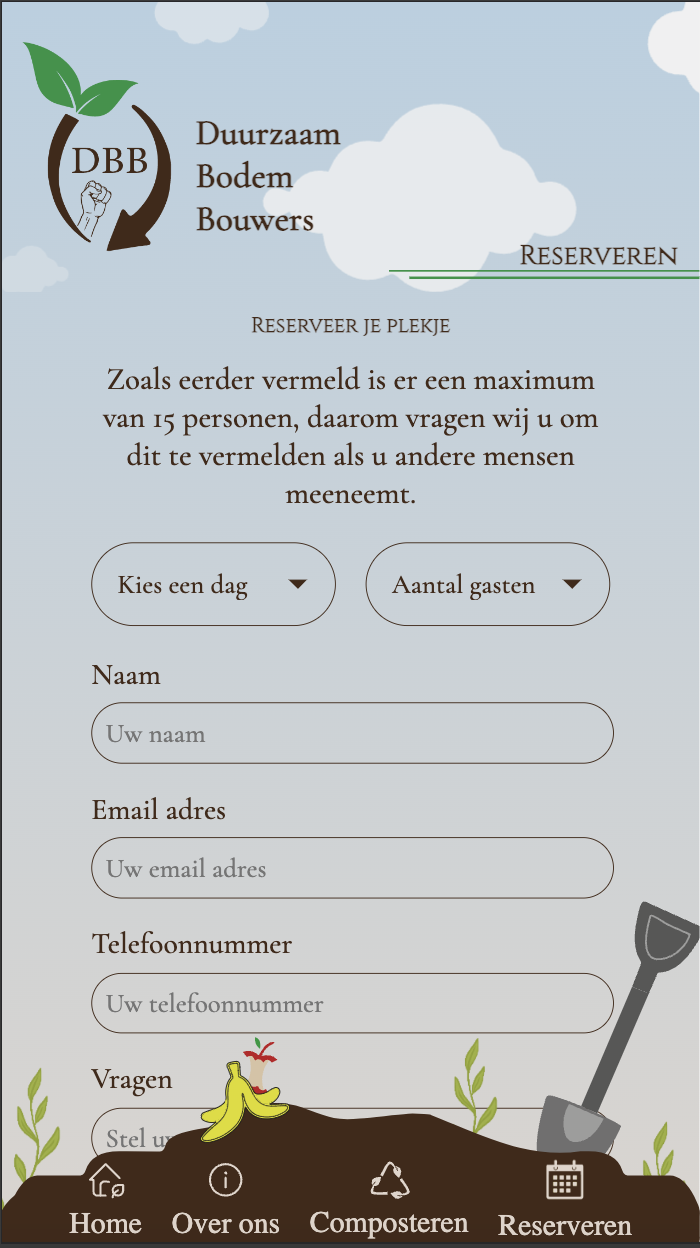 DBB
Duurzaam
Bodem
Bouwers
Reserveren
Reserveer je plekje
Zoals eerder vermeld is er een maximum
van 15 personen, daarom vragen wij u om
dit te vermelden als u andere mensen
meeneemt.
Kies een dag
Aantal gasten
Naam
Uw naam
Email adres
Uw email adres
Telefoonnummer
Uw telefoonnummer
Vragen
Stel
Home
Over ons
Composteren
Reserveren